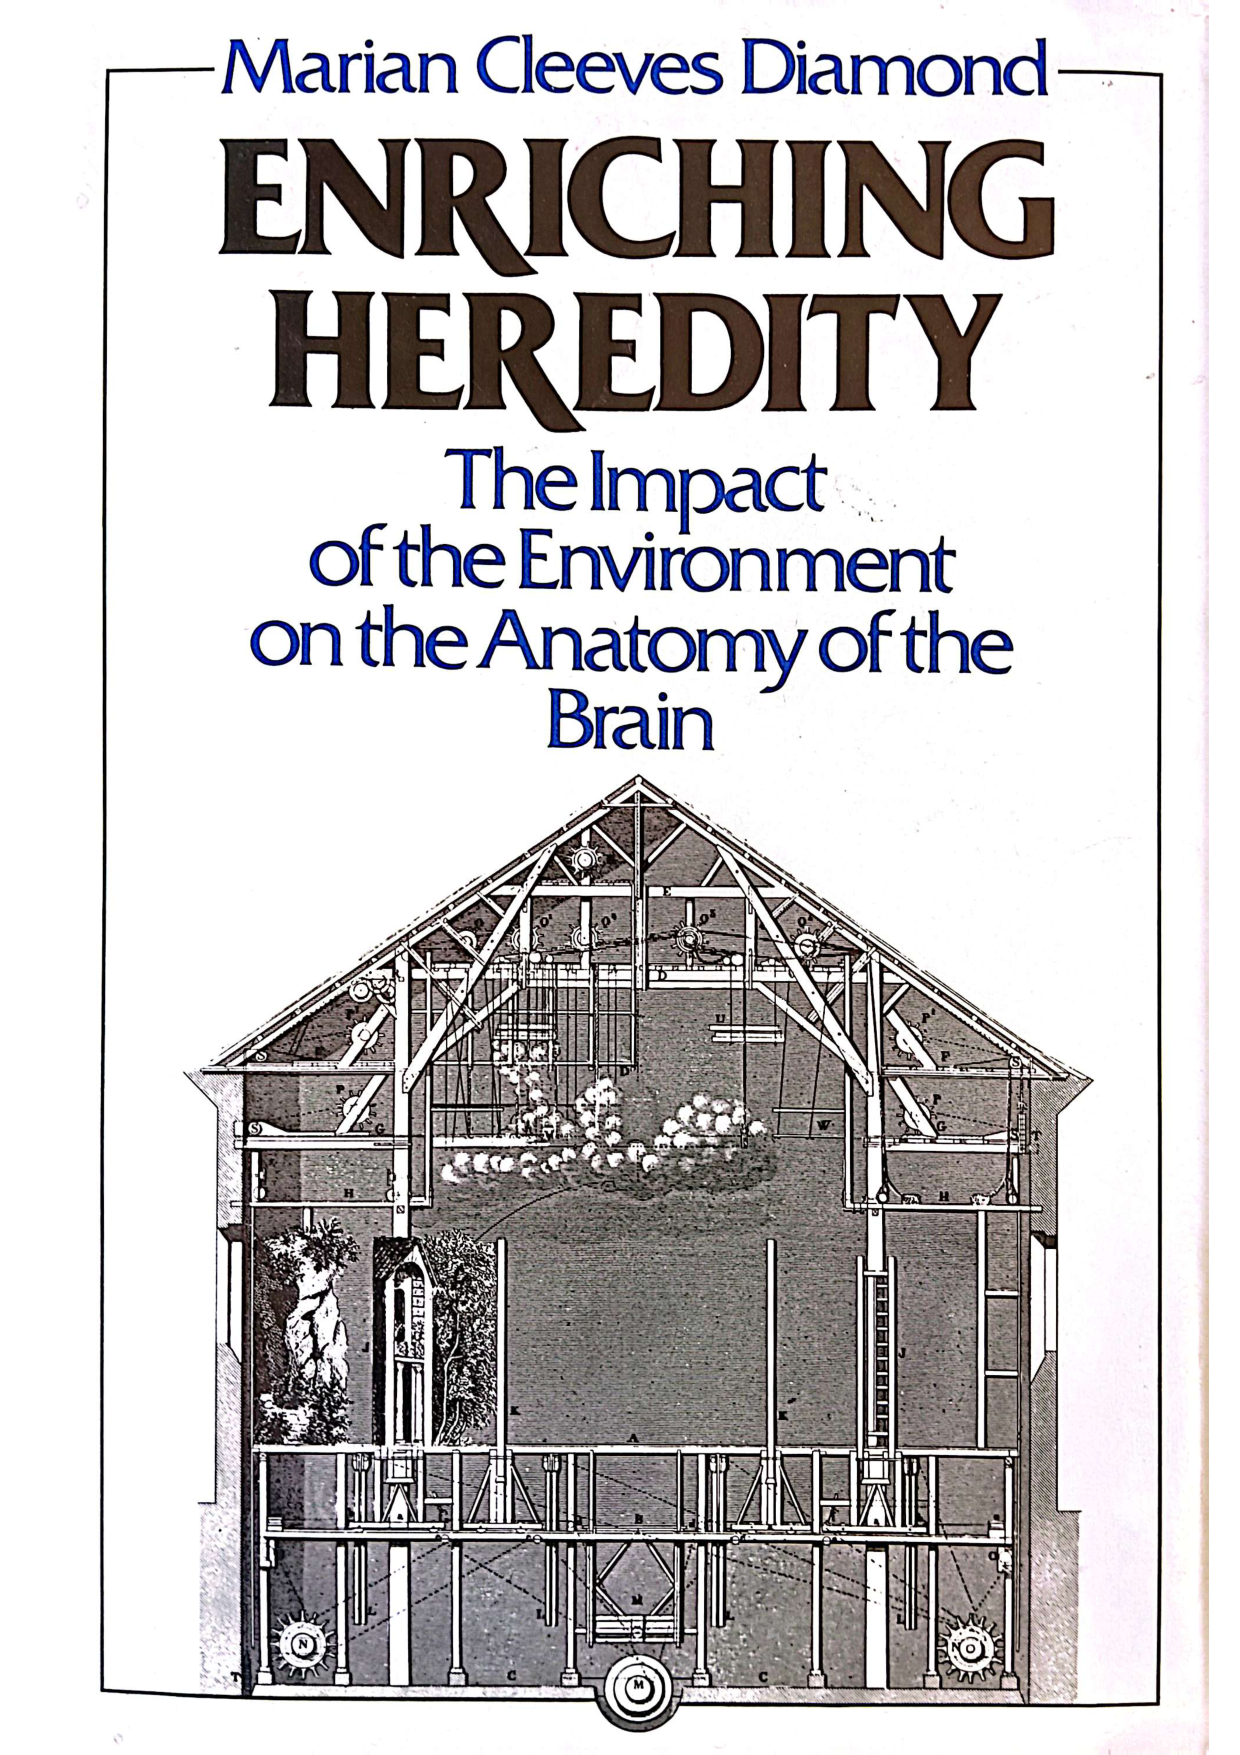 Marian Cleeves Diamond
ENRICHING
HEREDITY
The Impact
of the Environment
on the Anatomy of the
Brain
E
D
U
D
P
P
G
W
G
T
H
H
J
J
K
K
A
B
M
L
L
L
L
N
N
O
T
C
C
M